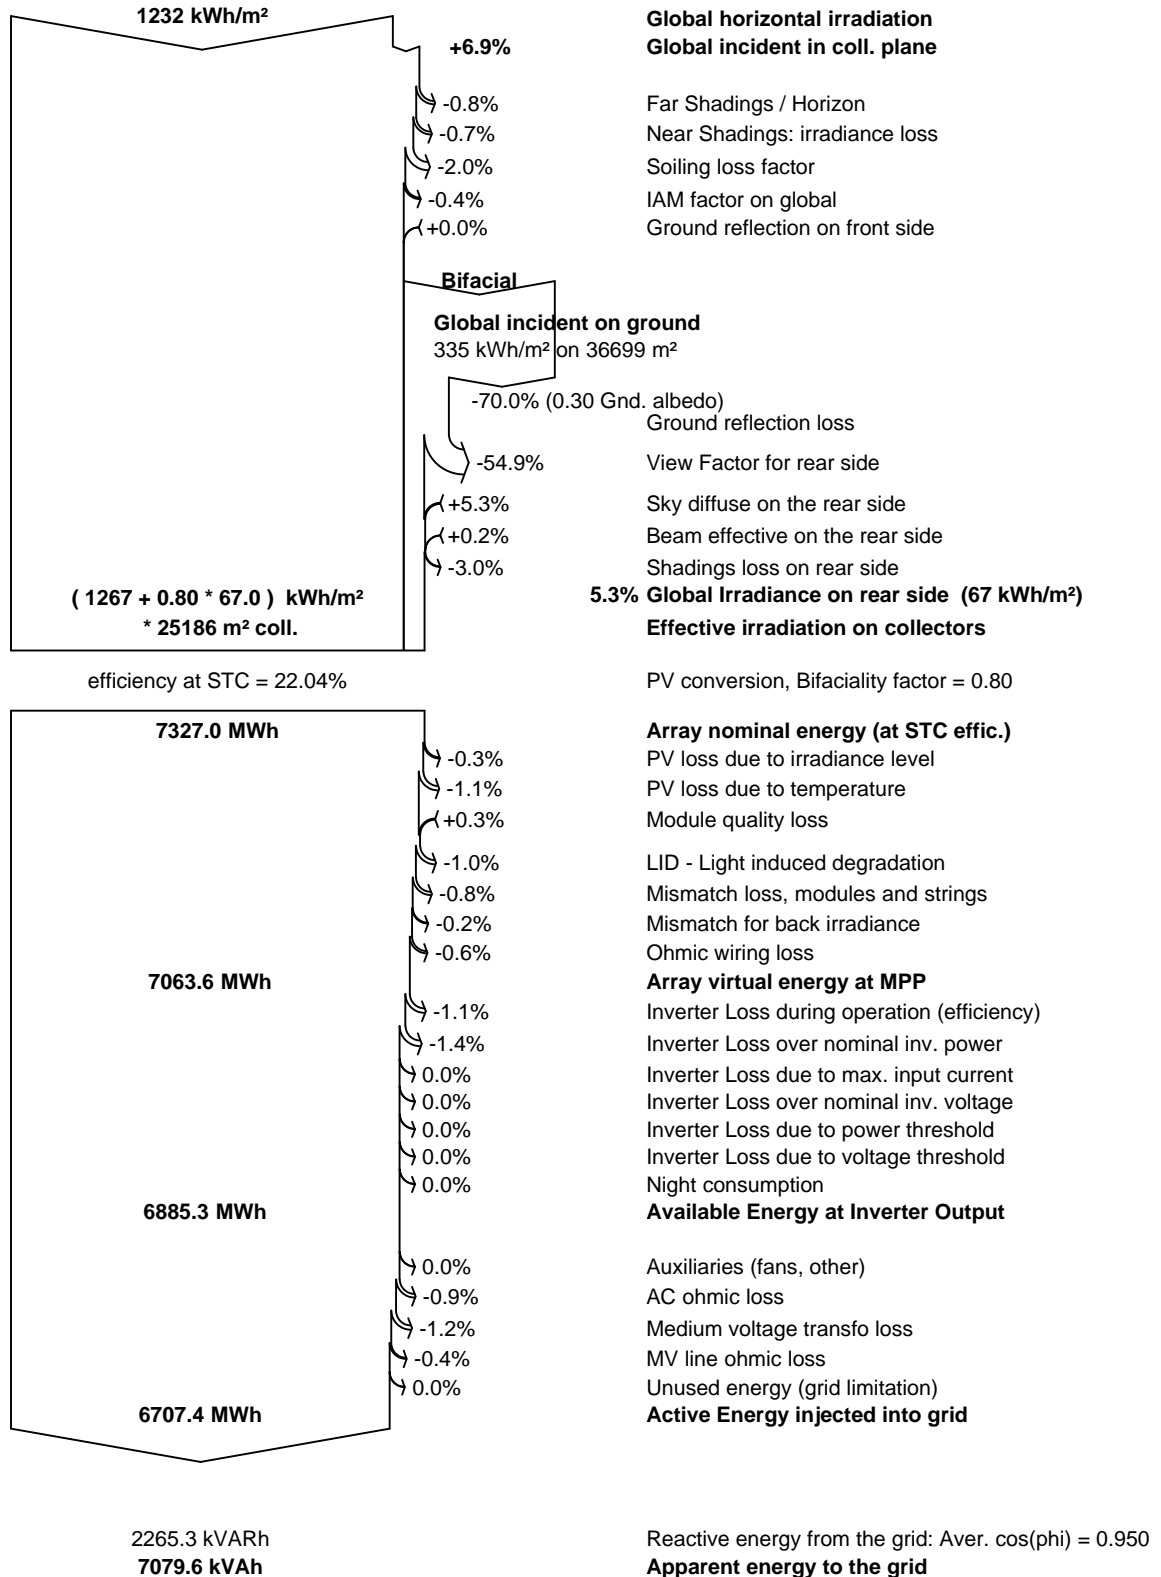 1232 kWh/m² Global horizontal irradiation
+6.9% Global incident in coll. plane
-0.8% Far Shadings / Horizon
-0.7% Near Shadings: irradiance loss
-2.0% Soiling loss factor
-0.4% IAM factor on global
+0.0% Ground reflection on front side
Bifacial
Global incident on ground
335 kWh/m² on 36699 m²
-70.0% (0.30 Gnd. albedo)
Ground reflection loss
-54.9% View Factor for rear side
+5.3% Sky diffuse on the rear side
+0.2% Beam effective on the rear side
-3.0% Shadings loss on rear side
( 1267 + 0.80 * 67.0 ) kWh/m² 5.3% Global Irradiance on rear side (67 kWh/m²)
* 25186 m² coll. Effective irradiation on collectors
efficiency at STC = 22.04% PV conversion, Bifaciality factor = 0.80
7327.0 MWh Array nominal energy (at STC effic.)
-0.3% PV loss due to irradiance level
-1.1% PV loss due to temperature
+0.3% Module quality loss
-1.0% LID - Light induced degradation
-0.8% Mismatch loss, modules and strings
-0.2% Mismatch for back irradiance
-0.6% Ohmic wiring loss
7063.6 MWh Array virtual energy at MPP
-1.1% Inverter Loss during operation (efficiency)
-1.4% Inverter Loss over nominal inv. power
0.0% Inverter Loss due to max. input current
0.0% Inverter Loss over nominal inv. voltage
0.0% Inverter Loss due to power threshold
0.0% Inverter Loss due to voltage threshold
0.0% Night consumption
6885.3 MWh Available Energy at Inverter Output
0.0% Auxiliaries (fans, other)
-0.9% AC ohmic loss
-1.2% Medium voltage transfo loss
-0.4% MV line ohmic loss
0.0% Unused energy (grid limitation)
6707.4 MWh Active Energy injected into grid
2265.3 kVARh Reactive energy from the grid: Aver. cos(phi) = 0.950
7079.6 kVAh Apparent energy to the grid